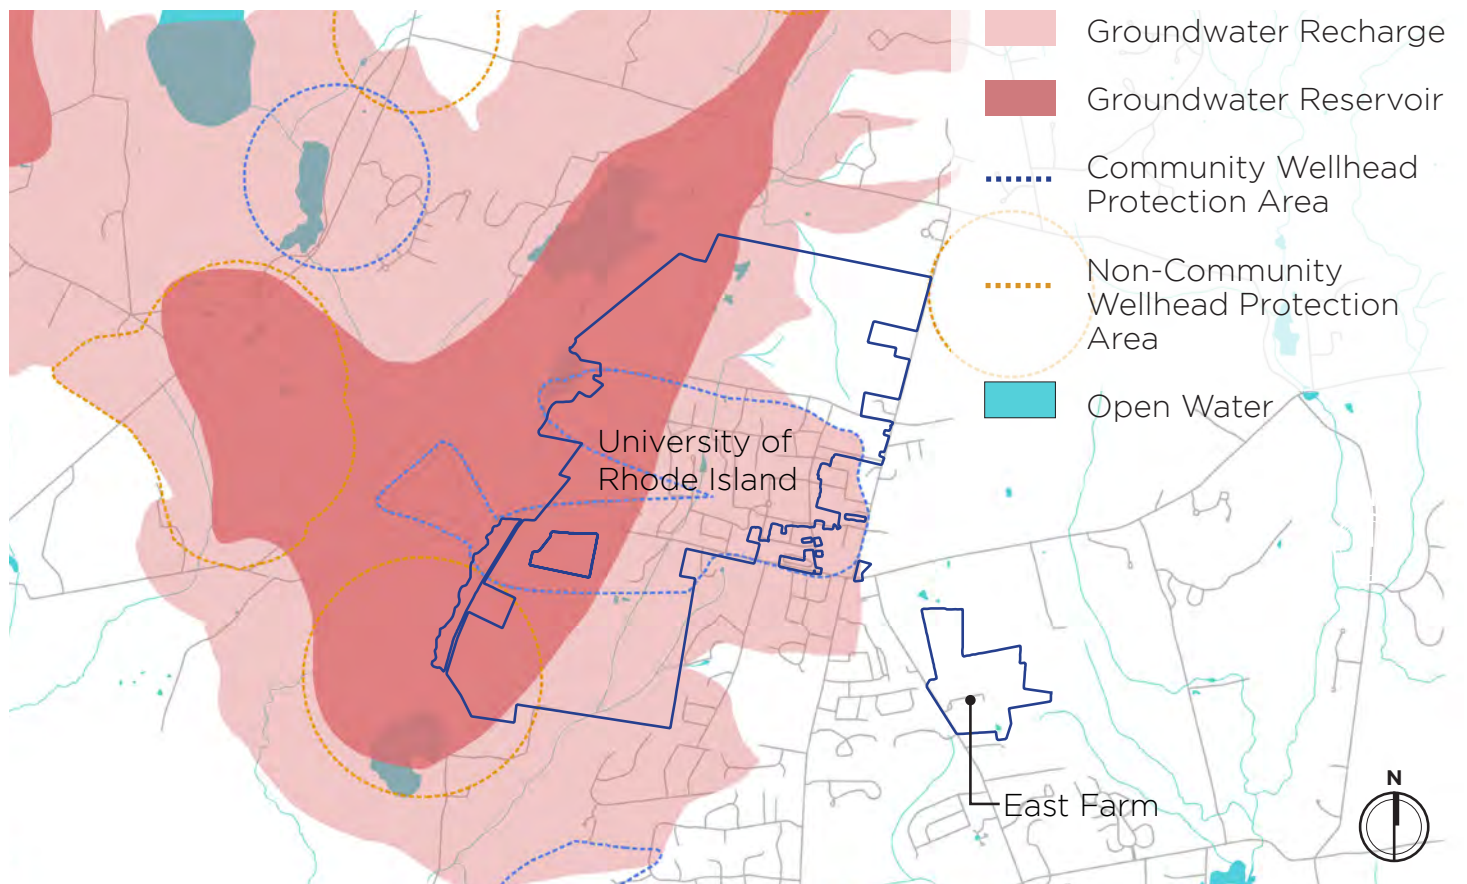 Groundwater Recharge
Groundwater Reservoir
Community Wellhead
Protection Area
Non-Community
Wellhead Protection
Area
Open Water
University of
Rhode Island
East Farm
N